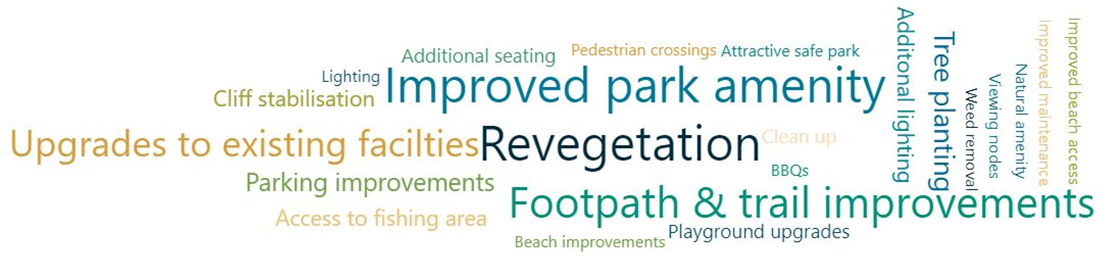 Additional seating
Pedestrian crossings
Attractive safe park
Lighting
Improved park amenity
Cliff stabilisation
Upgrades to existing facilties
Revegetation
Clean up
BBQs
Parking improvements
Footpath & trail improvements
Access to fishing area
Beach improvements
Playground upgrades
Additonal lighting
Tree planting
Weed removal
Viewing nodes
Natural amenity
Improved maintenance
Improved beach access